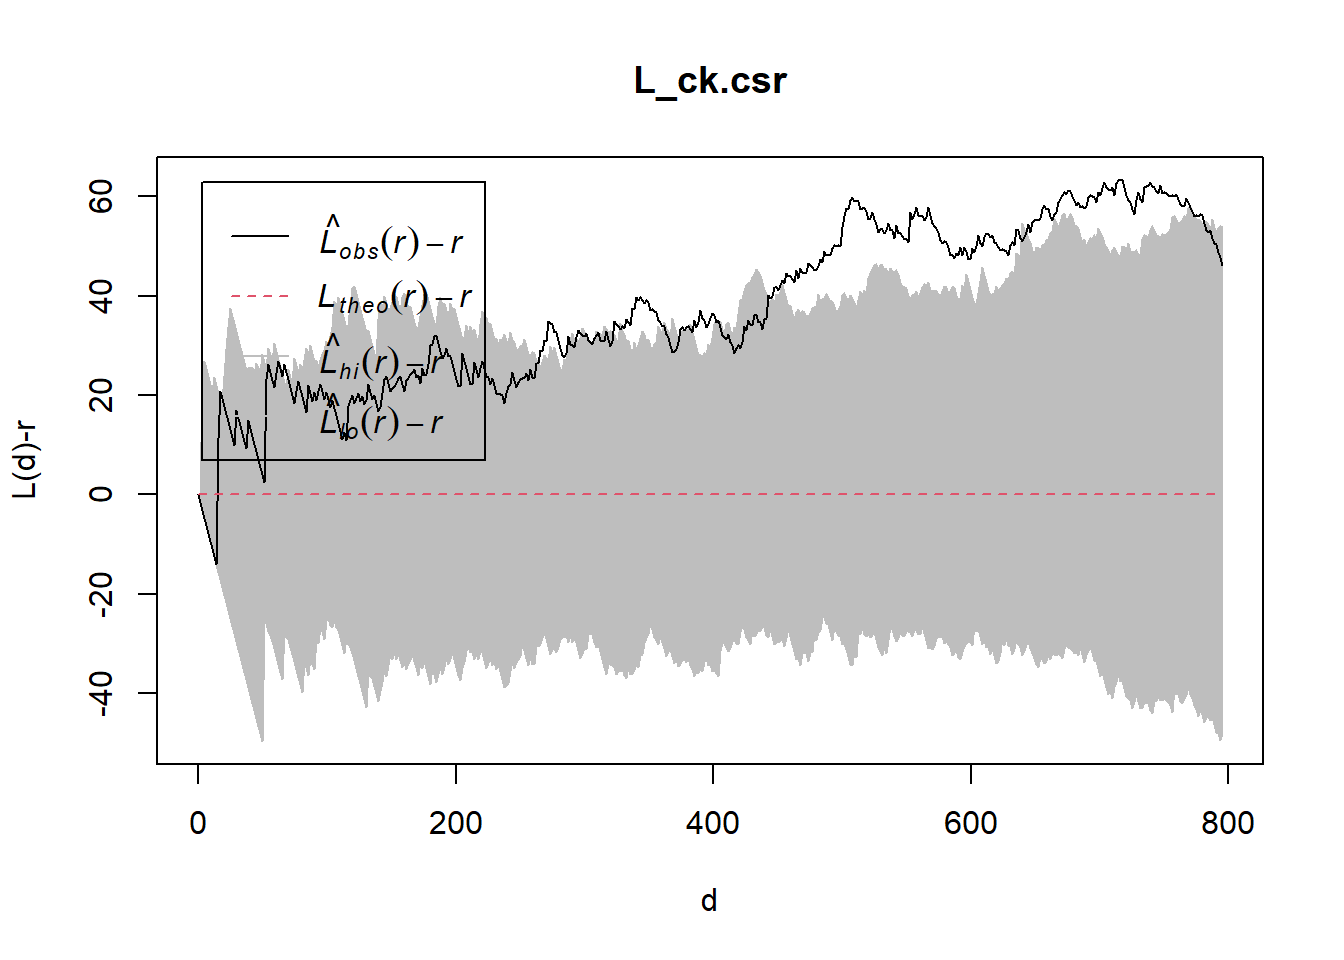 L_ck.csr
L(d)-r
60
40
20
0
-20
-40
L̂obs(r) − r
Ltheo(r) − r
L̂hi(r) − r
L̂lo(r) − r
0 200 400 600 800
d